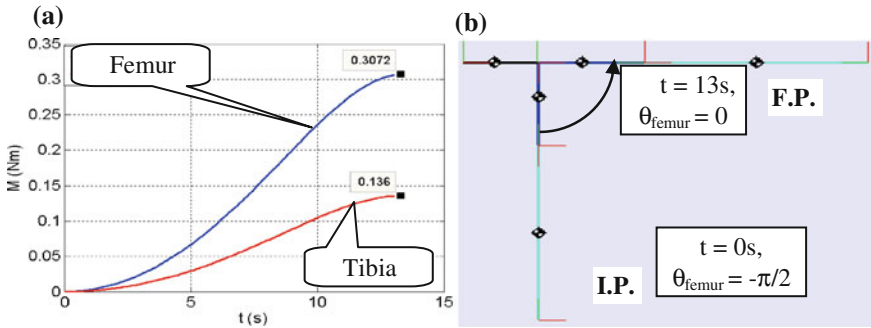 (a)
0.35
0.3
0.25
0.2
0.15
0.1
0.05
0
M (Nm)
Femur
0.3072
0.136
Tibia
0
5
10
15
t (s)
(b)
t = 13s,
θfemur = 0
F.P.
t = 0s,
θfemur = -π/2
I.P.